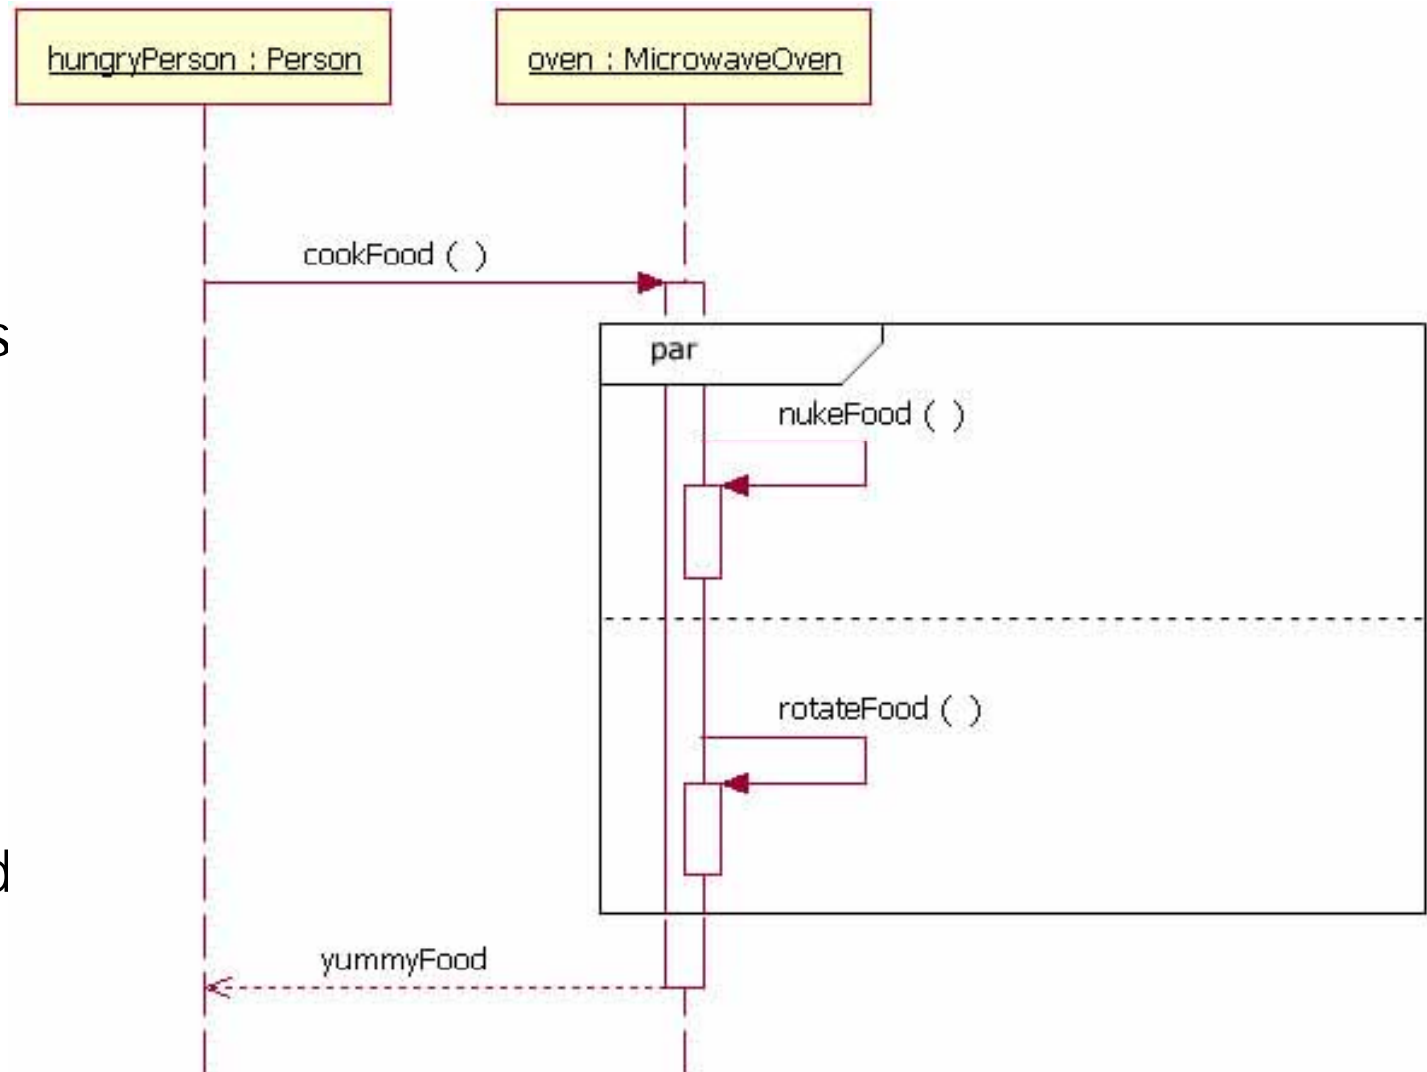 hungryPerson : Person
oven : MicrowaveOven
cookFood ( )
s
par
nukeFood ( )
rotateFood ( )
d
yummyFood